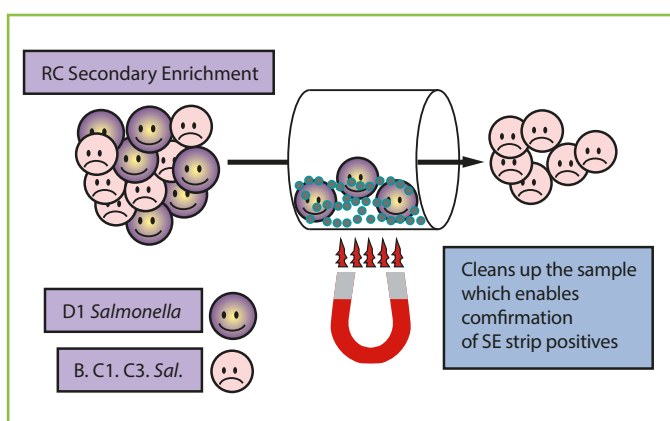 RC Secondary Enrichment
D1 Salmonella
B. C1. C3. Sal.
Cleans up the sample
which enables
comfirmation
of SE strip positives